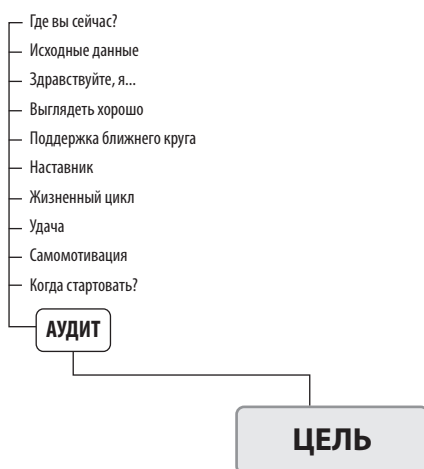 Где вы сейчас?
Исходные данные
Здравствуйте, я...
Выглядеть хорошо
Поддержка ближнего круга
Наставник
Жизненный цикл
Удача
Самомотивация
Когда стартовать?
АУДИТ
ЦЕЛЬ